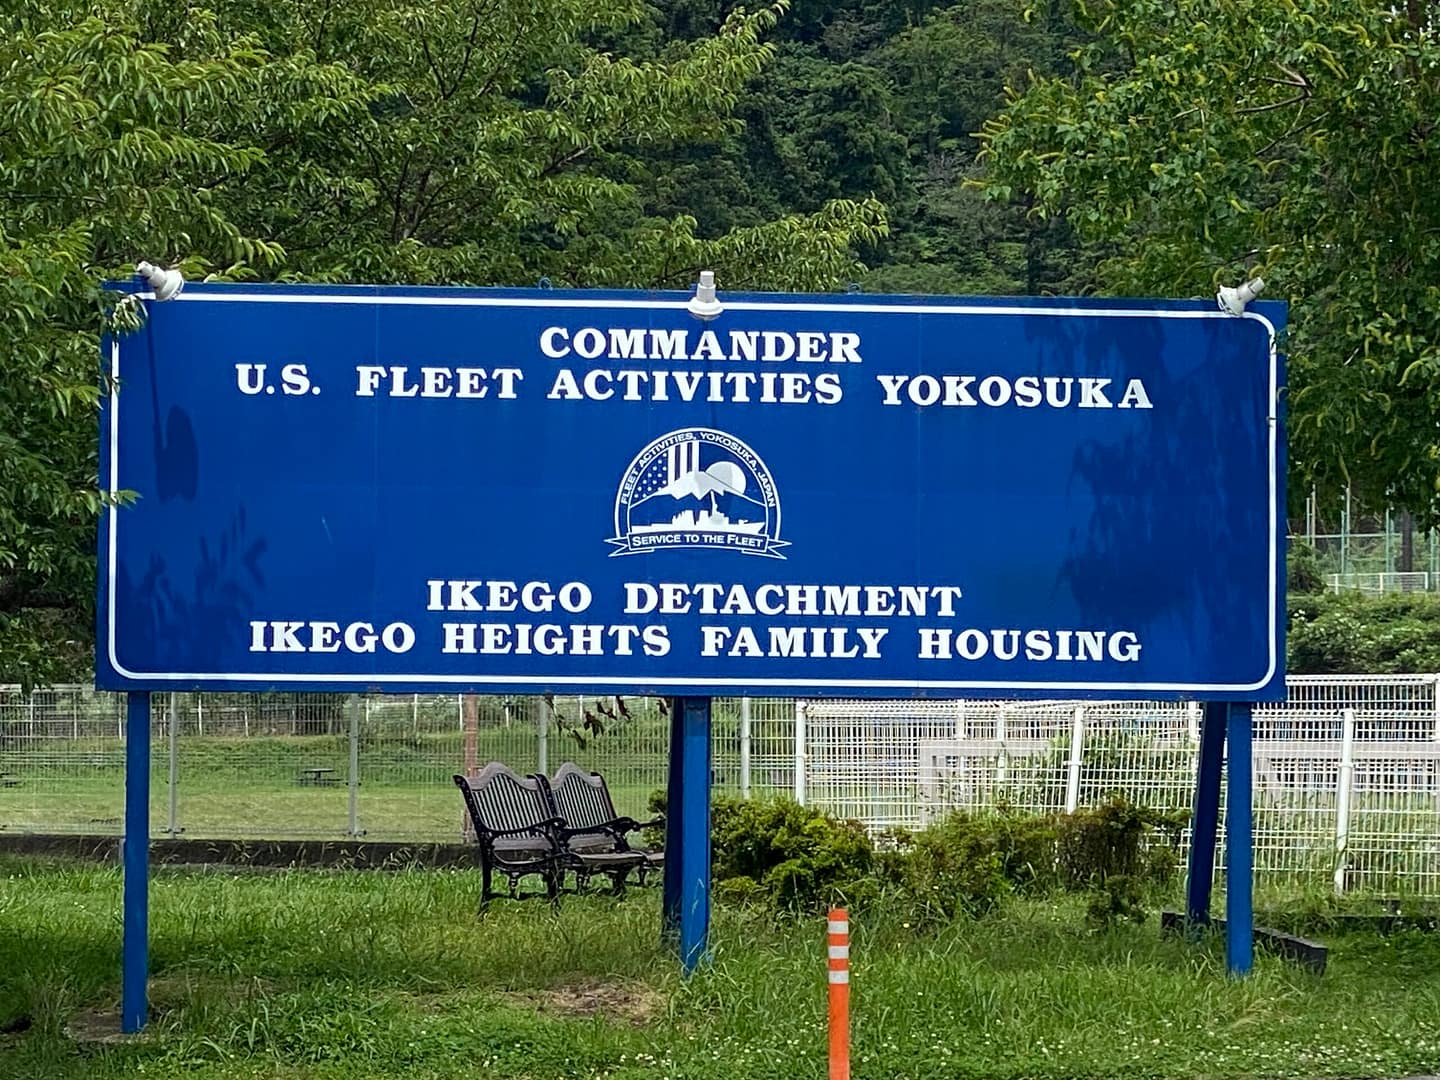 COMMANDER
U.S. FLEET ACTIVITIES YOKOSUKA
FLEET ACTIVITIES, YOKOSUKA, JAPAN
SERVICE TO THE FLEET
IKEGO DETACHMENT
IKEGO HEIGHTS FAMILY HOUSING